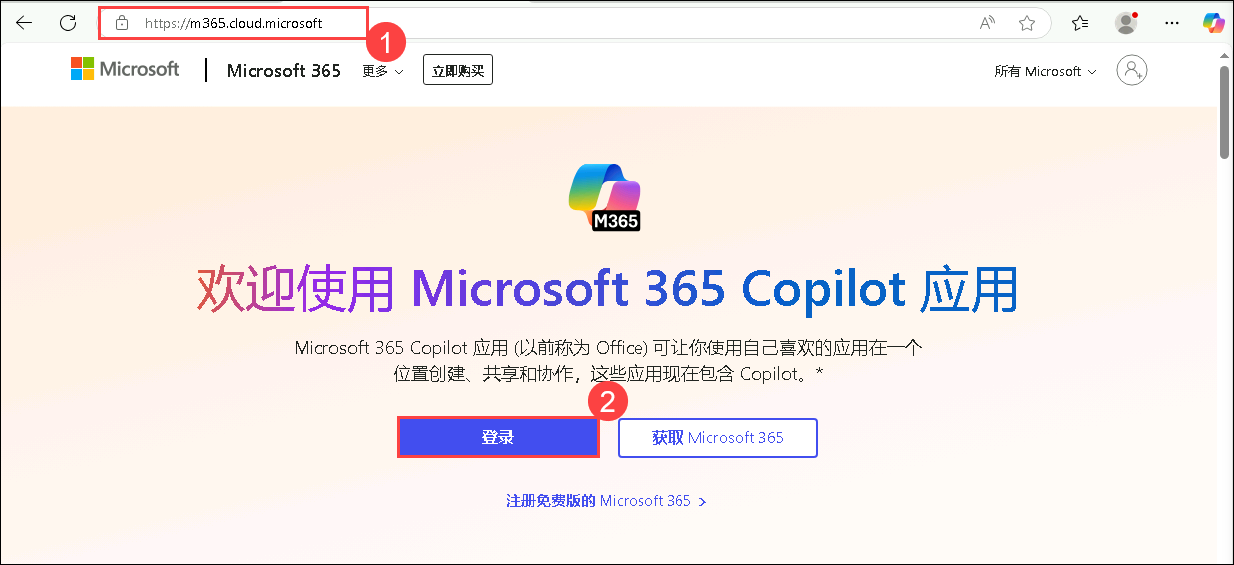 https://m365.cloud.microsoft
1
Microsoft
Microsoft 365
更多
立即购买
所有 Microsoft
M365
欢迎使用 Microsoft 365 Copilot 应用
Microsoft 365 Copilot 应用 (以前称为 Office) 可让你使用自己喜欢的应用在一个
位置创建、共享和协作，这些应用现在包含 Copilot。*
2
登录
获取 Microsoft 365
注册免费版的 Microsoft 365